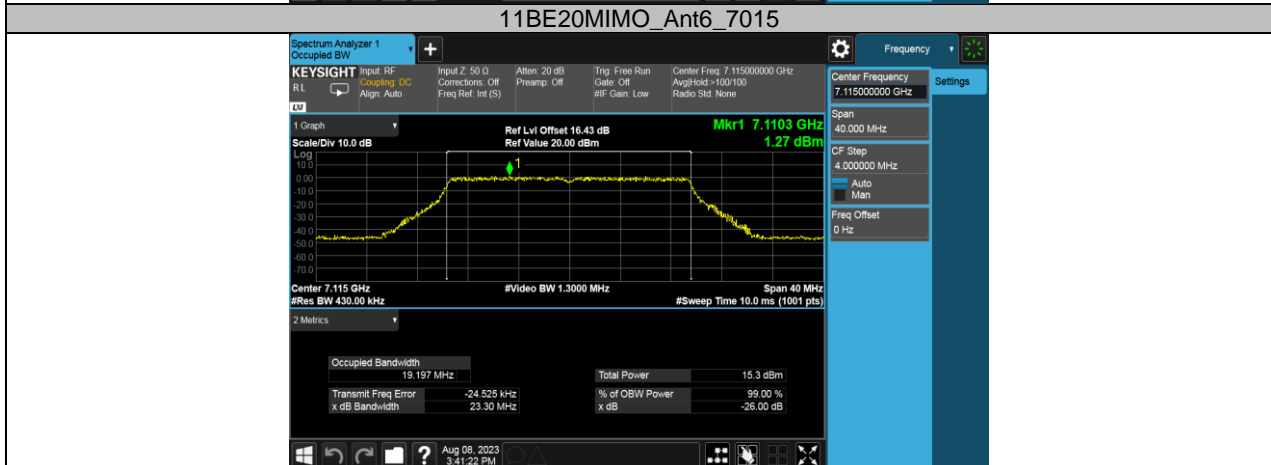 11BE20MIMO_Ant6_7015
Spectrum Analyzer 1
Occupied BW
+
Frequency
KEYSIGHT
R L
LXI
Input: RF
Coupling: DC
Align: Auto
Input Z: 50 Ω
Corrections: Off
Freq Ref: Int (S)
Atten: 20 dB
Preamp: Off
Trig: Free Run
Gate: Off
#IF Gain: Low
Center Freq: 7.115000000 GHz
Avg|Hold:>100/100
Radio Std: None
Center Frequency
7.115000000 GHz
Settings
Span
40.000 MHz
CF Step
4.000000 MHz
Auto
Man
Freq Offset
0 Hz
1 Graph
Scale/Div 10.0 dB
Ref Lvl Offset 16.43 dB
Ref Value 20.00 dBm
Mkr1 7.1103 GHz
1.27 dBm
Log
10.0
0.00
-10.0
-20.0
-30.0
-40.0
-50.0
-60.0
-70.0
1
Center 7.115 GHz
#Video BW 1.3000 MHz
Span 40 MHz
#Res BW 430.00 kHz
#Sweep Time 10.0 ms (1001 pts)
2 Metrics
Occupied Bandwidth
19.197 MHz
Total Power 15.3 dBm
Transmit Freq Error -24.525 kHz
% of OBW Power 99.00 %
x dB Bandwidth 23.30 MHz
x dB -26.00 dB
?
Aug 08, 2023
3:41:22 PM